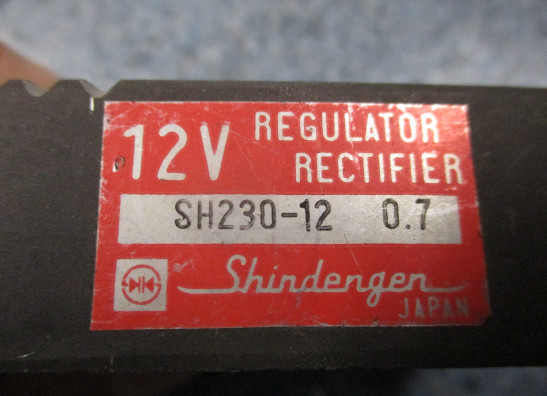 12V REGULATOR
RECTIFIER
SH230-12 0.7
Shindengen
JAPAN